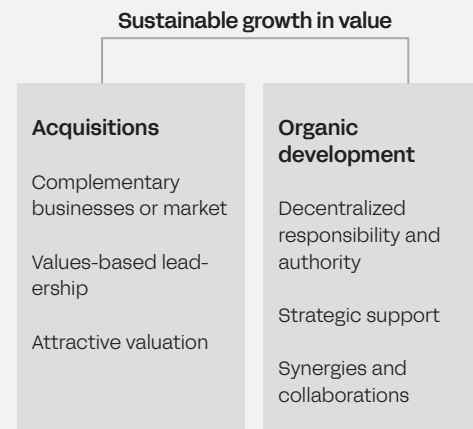 Sustainable growth in value
Acquisitions
Complementary
businesses or market
Values-based lead-
ership
Attractive valuation
Organic
development
Decentralized
responsibility and
authority
Strategic support
Synergies and
collaborations